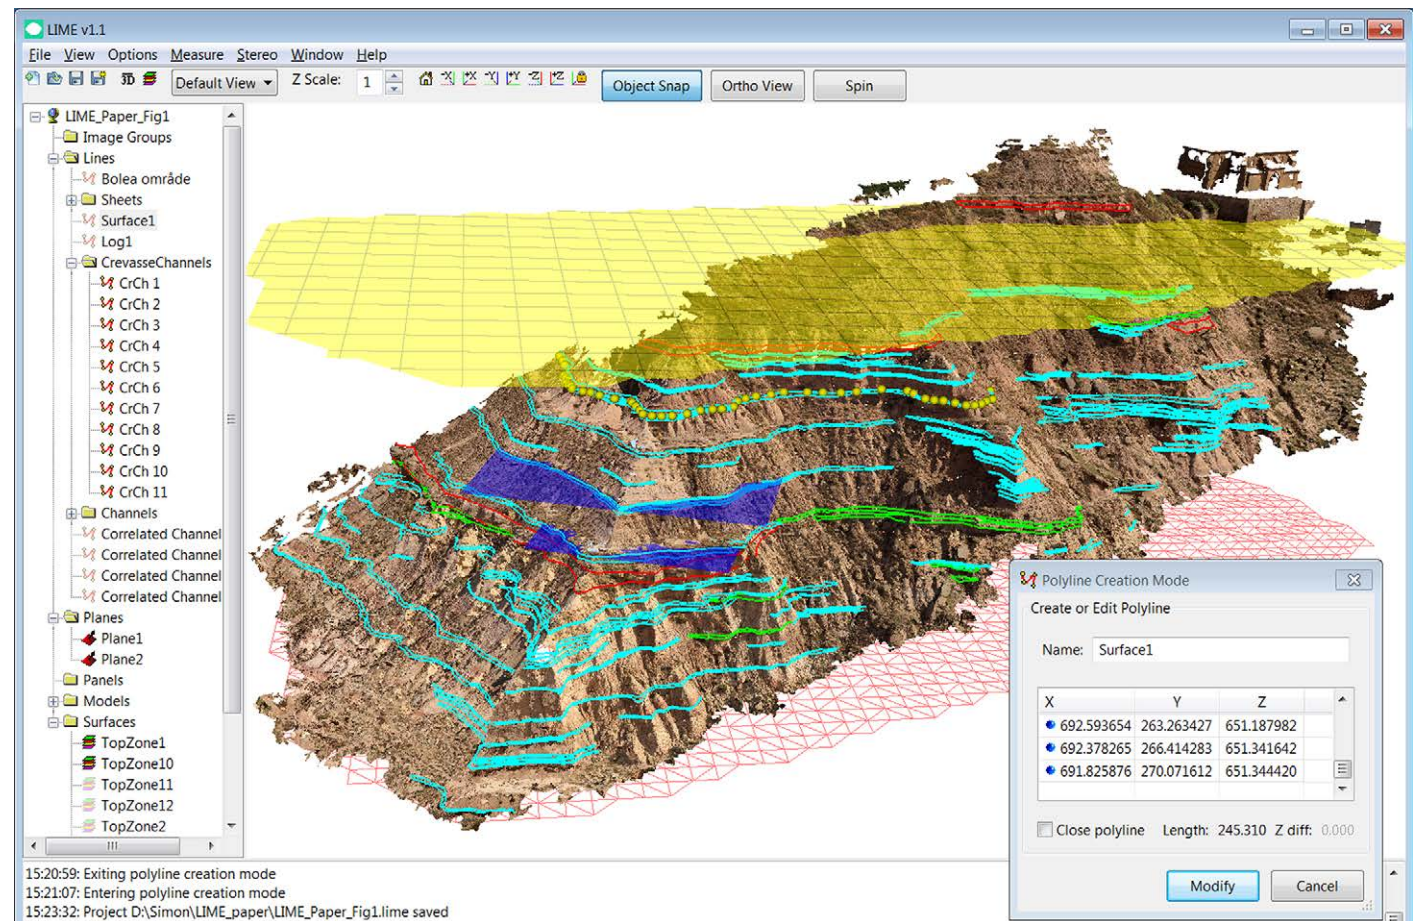 LIME v1.1
File View Options Measure Stereo Window Help
3D Default View Z Scale: 1 -X +X -Y +Y -Z +Z Object Snap Ortho View Spin
LIME_Paper_Fig1
Image Groups
Lines
Bolea område
Sheets
Surface1
Log1
CrevasseChannels
CrCh 1
CrCh 2
CrCh 3
CrCh 4
CrCh 5
CrCh 6
CrCh 7
CrCh 8
CrCh 9
CrCh 10
CrCh 11
Channels
Correlated Channel
Correlated Channel
Correlated Channel
Correlated Channel
Planes
Plane1
Plane2
Panels
Models
Surfaces
TopZone1
TopZone10
TopZone11
TopZone12
TopZone2
Polyline Creation Mode
Create or Edit Polyline
Name: Surface1
X Y Z
692.593654 263.263427 651.187982
692.378265 266.414283 651.341642
691.825876 270.071612 651.344420
Close polyline Length: 245.310 Z diff: 0.000
Modify Cancel
15:20:59: Exiting polyline creation mode
15:21:07: Entering polyline creation mode
15:23:32: Project D:\Simon\LIME_paper\LIME_Paper_Fig1.lime saved